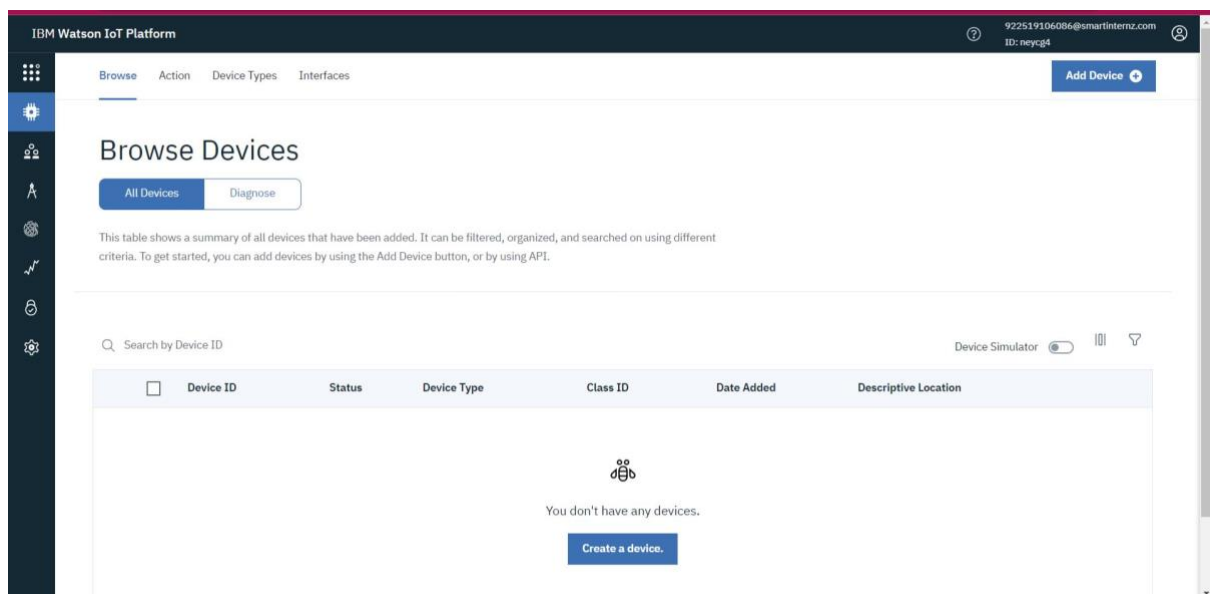 IBM Watson IoT Platform
922519106086@smartinternz.com
ID: neycg4
Browse Action Device Types Interfaces
Add Device
Browse Devices
All Devices Diagnose
This table shows a summary of all devices that have been added. It can be filtered, organized, and searched on using different
criteria. To get started, you can add devices by using the Add Device button, or by using API.
Search by Device ID
Device Simulator
Device ID Status Device Type Class ID Date Added Descriptive Location
You don't have any devices.
Create a device.